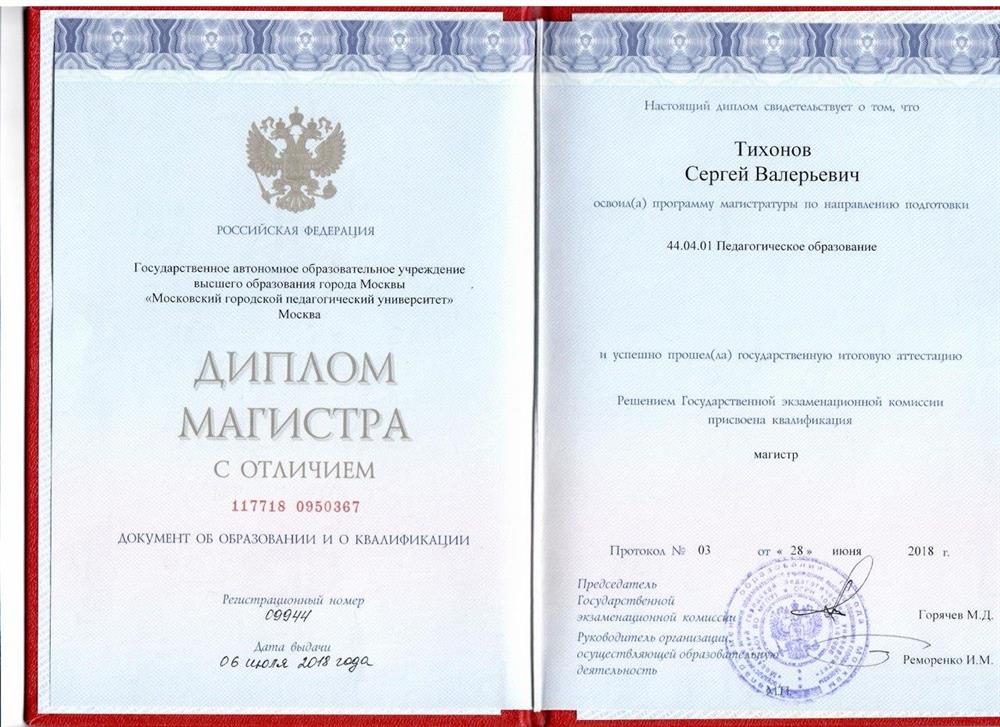 РОССИЙСКАЯ ФЕДЕРАЦИЯ
Государственное автономное образовательное учреждение
высшего образования города Москвы
«Московский городской педагогический университет»
Москва
ДИПЛОМ
МАГИСТРА
С ОТЛИЧИЕМ
117718 0950367
ДОКУМЕНТ ОБ ОБРАЗОВАНИИ И О КВАЛИФИКАЦИИ
Регистрационный номер
09944
Дата выдачи
06 июля 2018 года
Настоящий диплом свидетельствует о том, что
Тихонов
Сергей Валерьевич
освоил(а) программу магистратуры по направлению подготовки
44.04.01 Педагогическое образование
и успешно прошел(ла) государственную итоговую аттестацию
Решением Государственной экзаменационной комиссии
присвоена квалификация
магистр
Протокол № 03 от « 28 » июня 2018 г.
Председатель
Государственной
экзаменационной комиссии
Горячев М.Д.
Руководитель организации,
осуществляющей образовательную
деятельность
Реморенко И.М.
М.П.